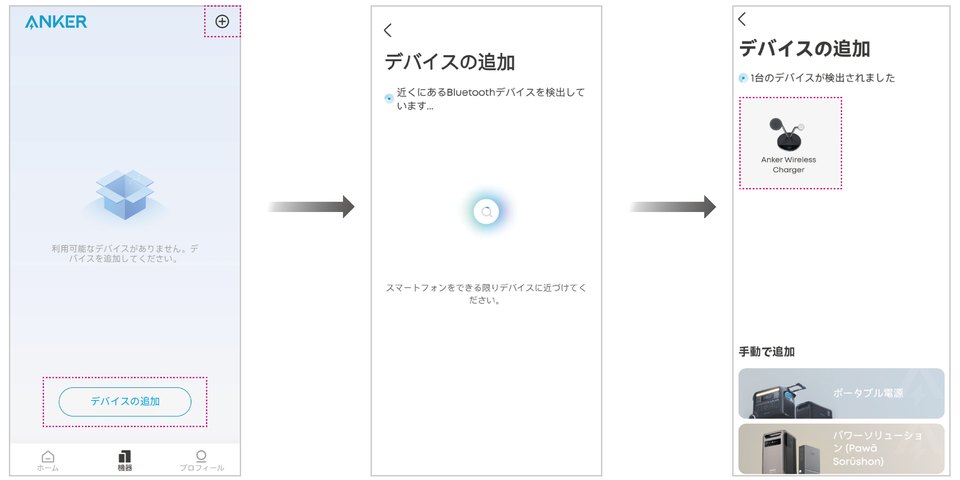 ANKER
利用可能なデバイスがありません。デ
バイスを追加してください。
デバイスの追加
ホーム
機器
プロフィール
デバイスの追加
近くにあるBluetoothデバイスを検出して
います...
スマートフォンをできる限りデバイスに近づけてく
ださい。
デバイスの追加
1台のデバイスが検出されました
Anker Wireless
Charger
手動で追加
ポータブル電源
パワーソリューショ
ン (Pawā
Sorūshon)